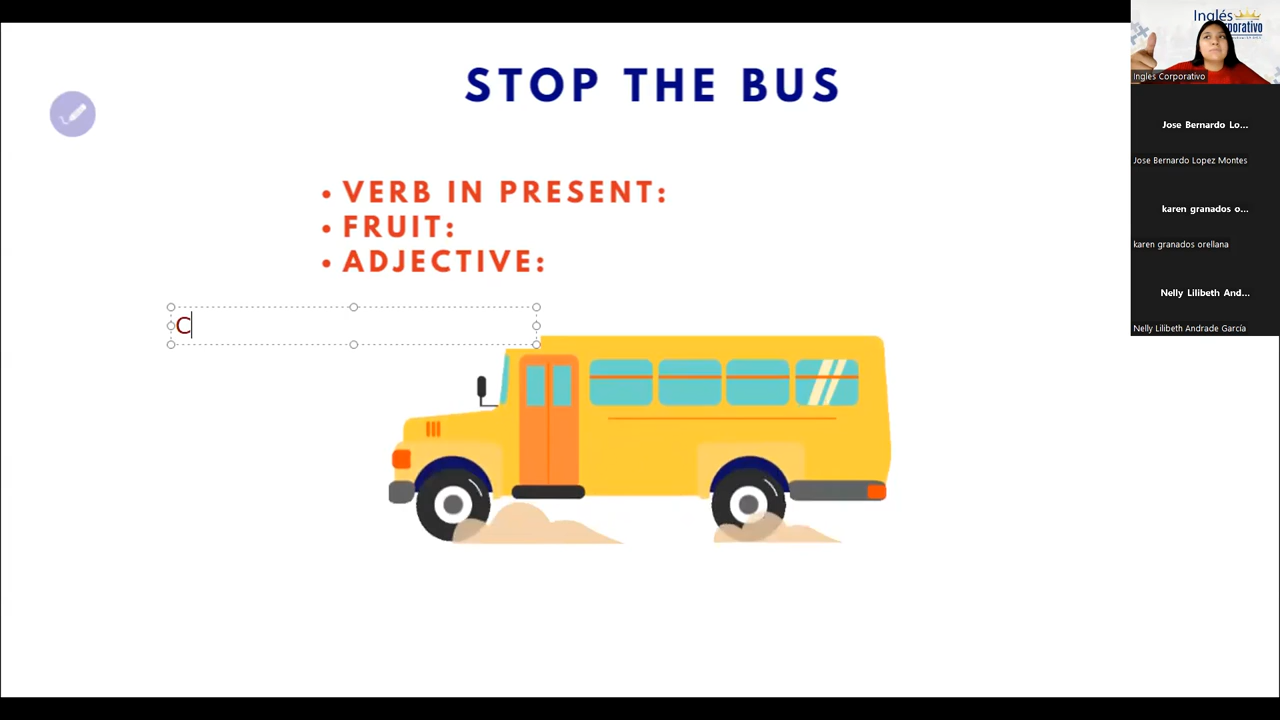 STOP THE BUS
• VERB IN PRESENT:
• FRUIT:
• ADJECTIVE:
C
Inglés
Inglés Corporativo
Jose Bernardo Lo...
Jose Bernardo Lopez Montes
karen granados o...
karen granados orellana
Nelly Lilibeth And...
Nelly Lilibeth Andrade García